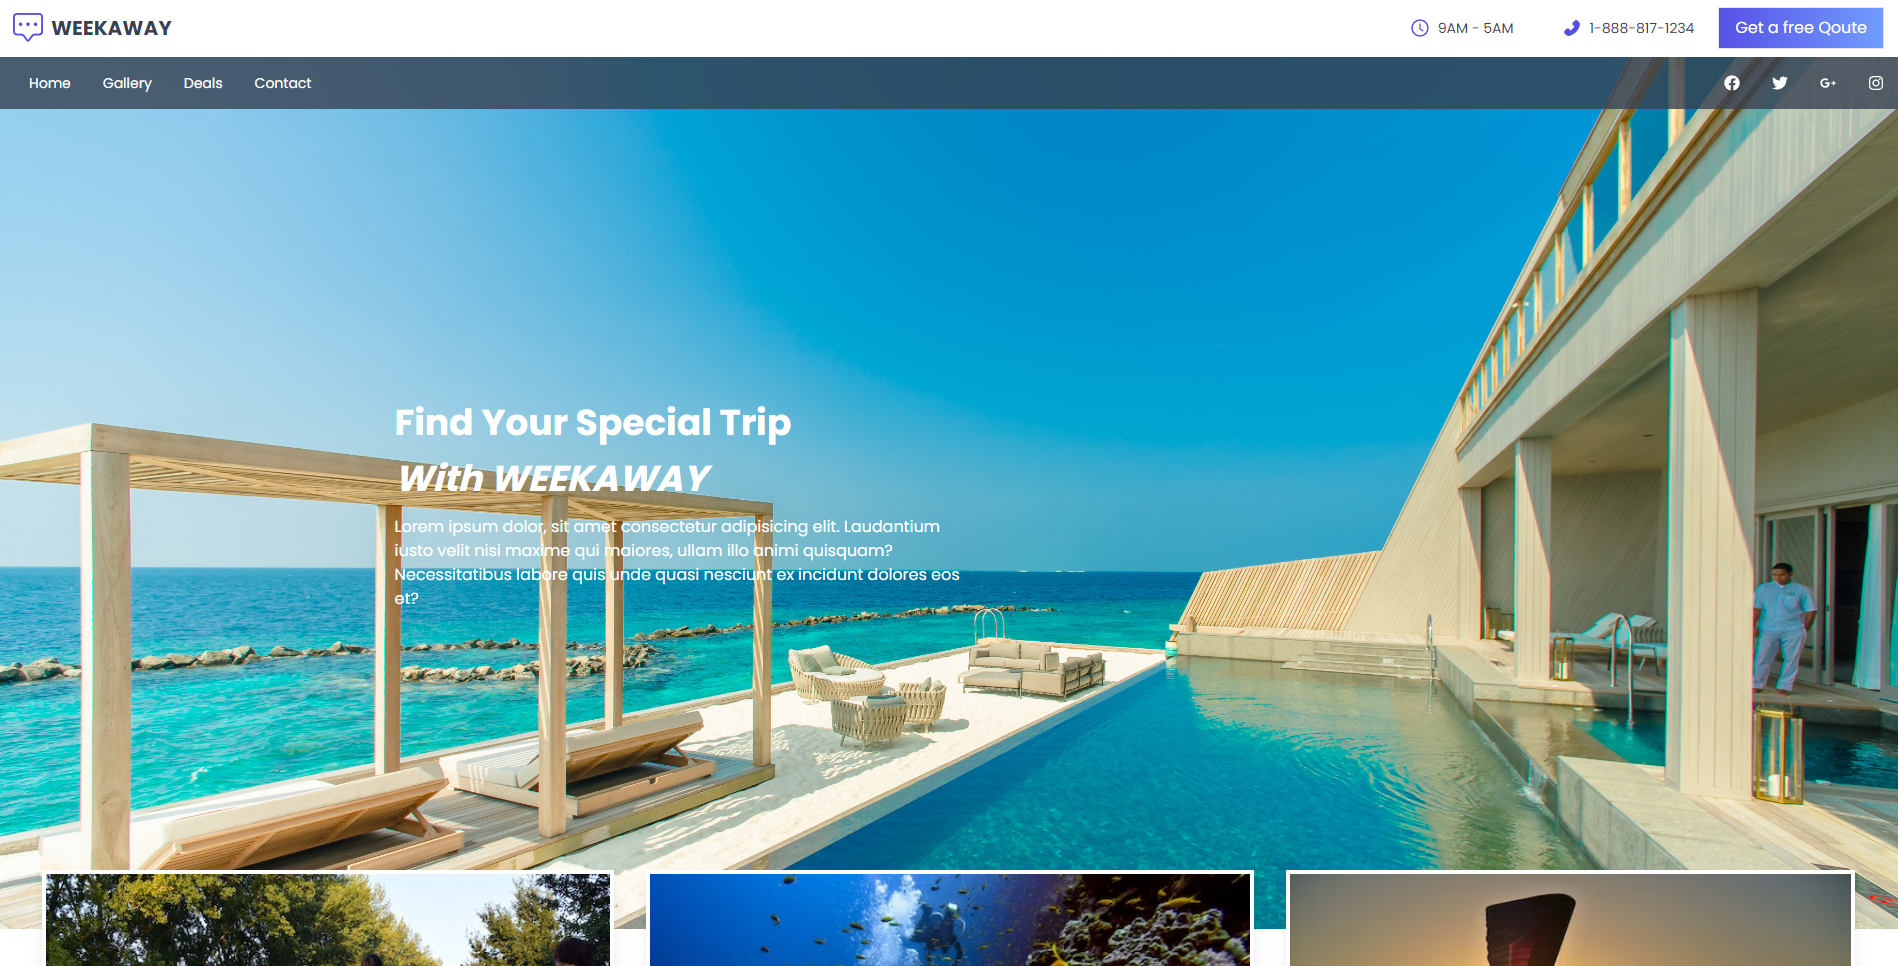 WEEKAWAY
9AM - 5AM
1-888-817-1234
Get a free Qoute
Home
Gallery
Deals
Contact
Find Your Special Trip
With WEEKAWAY
Lorem ipsum dolor, sit amet consectetur adipisicing elit. Laudantium
iusto velit nisi maxime qui maiores, ullam illo animi quisquam?
Necessitatibus labore quis unde quasi nesciunt ex incidunt dolores eos
et?